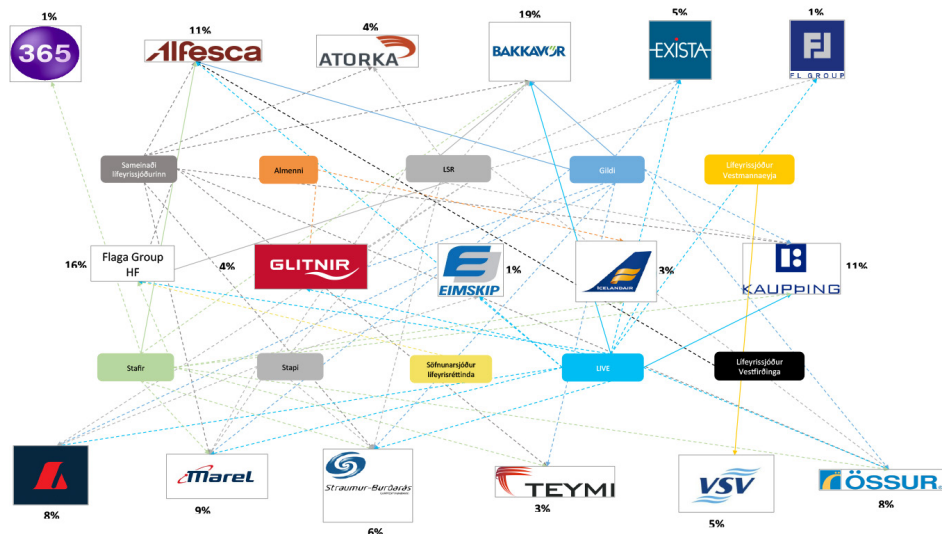 1%
11%
4%
19%
5%
1%
365
Alfesca
ATORKA
BAKKAVÖR
EXISTA
FL GROUP
Sameinaði
lífeyrissjóðurinn
Almenni
LSR
Gildi
Lífeyrissjóður
Vestmannaeyja
16%
Flaga Group
HF
4%
GLITNIR
EIMSKIP
1%
ICELANDAIR
3%
KAUPÞING
11%
Stafir
Stapi
Söfnunarsjóður
lífeyrisréttinda
LIVE
Lífeyrissjóður
Vestfirðinga
8%
Marel
9%
Straumur-Burðarás
6%
TEYMI
3%
VSV
5%
ÖSSUR
8%